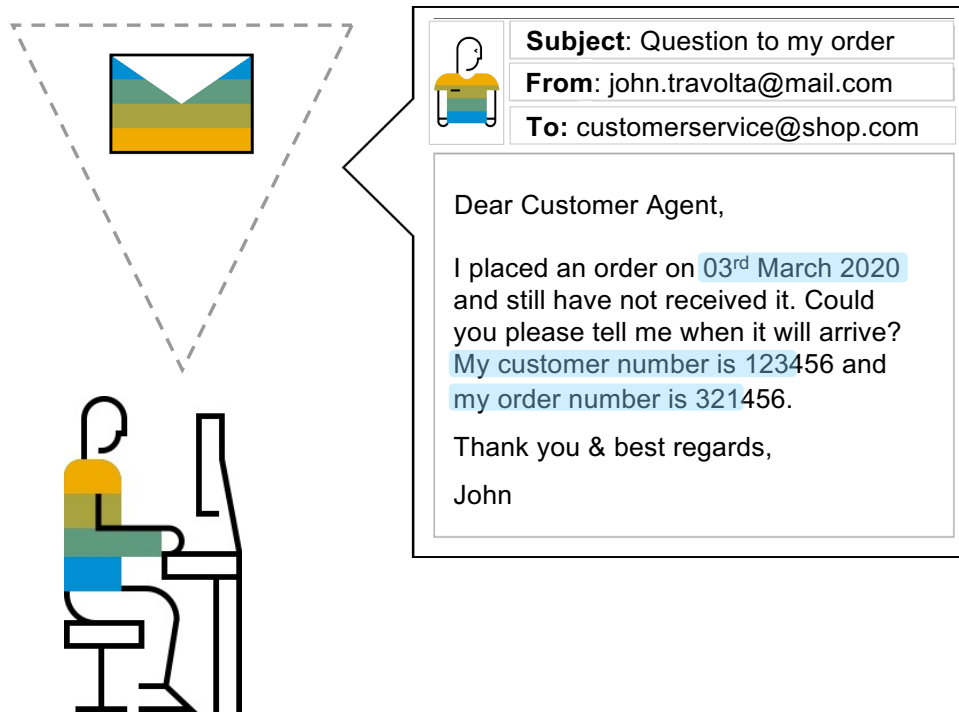 Subject: Question to my order
From: john.travolta@mail.com
To: customerservice@shop.com
Dear Customer Agent,
I placed an order on 03rd March 2020
and still have not received it. Could
you please tell me when it will arrive?
My customer number is 123456 and
my order number is 321456.
Thank you & best regards,
John